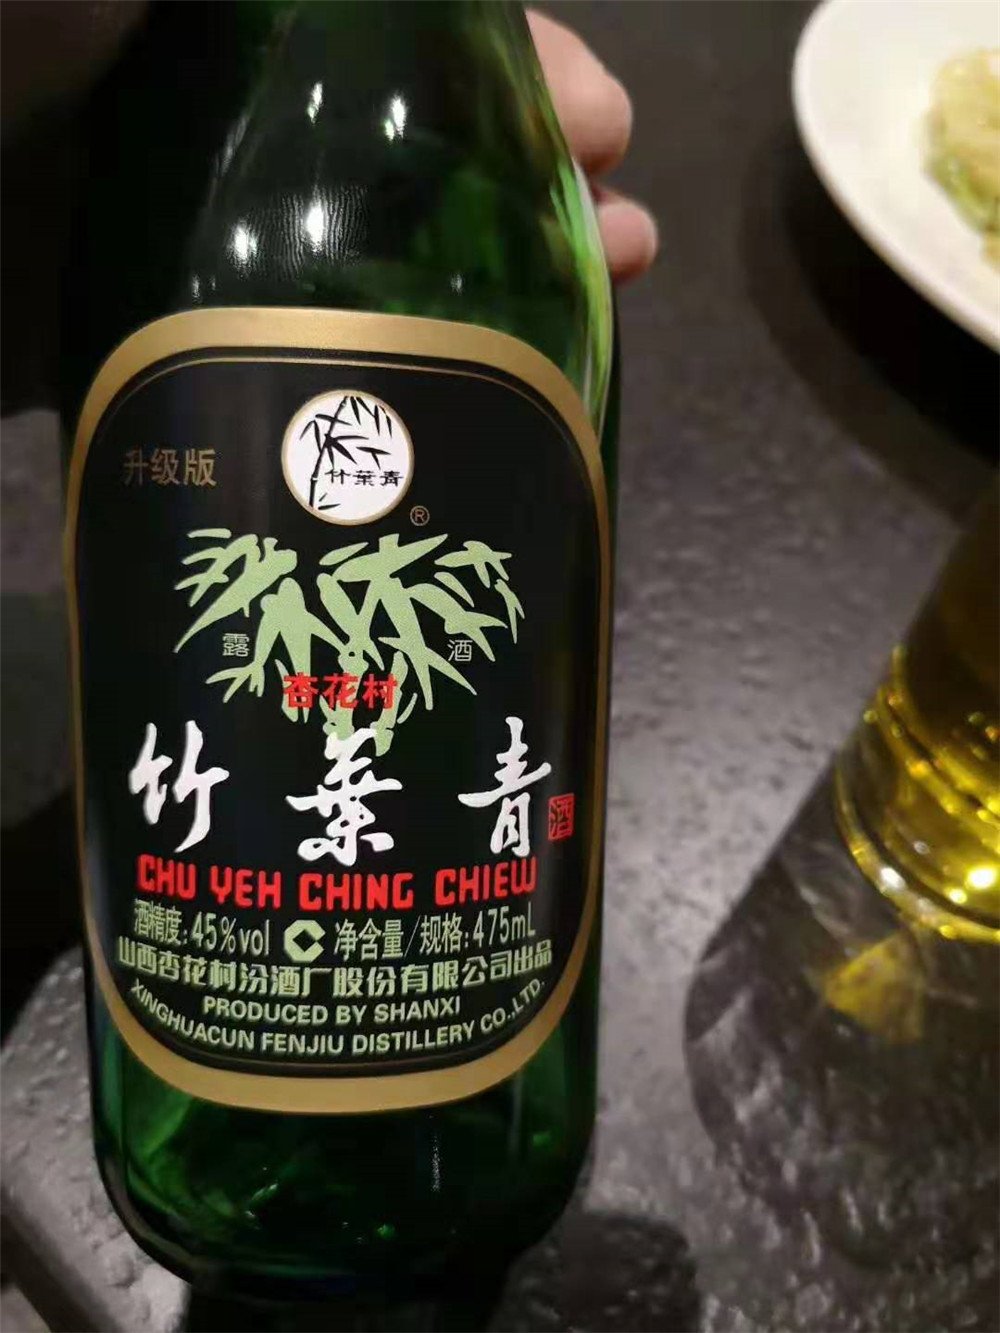 竹葉青
升级版
®
露 酒
杏花村
竹葉青
酒
CHU YEH CHING CHIEW
酒精度:45%vol 净含量/规格:475mL
山西杏花村汾酒厂股份有限公司出品
PRODUCED BY SHANXI
XINGHUACUN FENJIU DISTILLERY CO.,LTD.